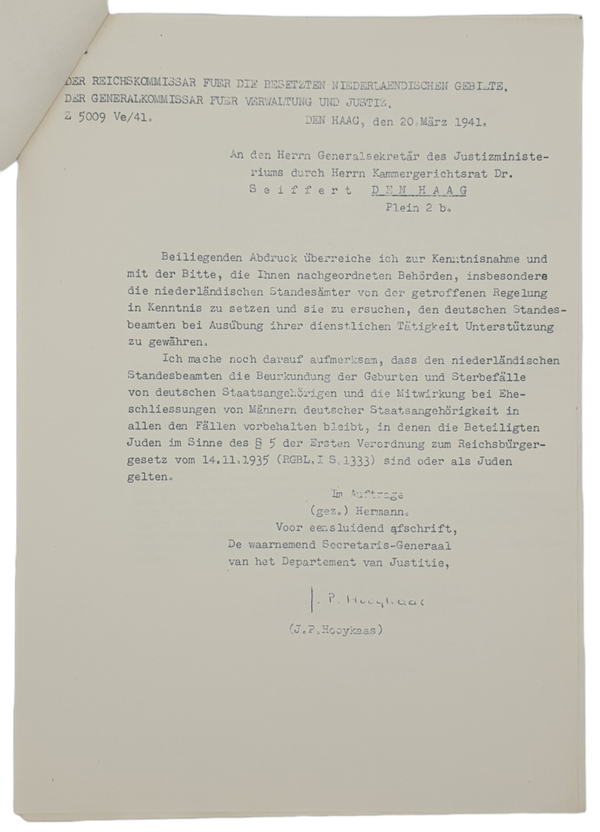 DER REICHSKOMMISSAR FUER DIE BESETZTEN NIEDERLAENDISCHEN GEBIETE.
DER GENERALKOMMISSAR FUER VERWALTUNG UND JUSTIZ.
Z 5009 Ve/41. DEN HAAG, den 20.März 1941.
An den Herrn Generalsekretär des Justizministe-
riums durch Herrn Kammergerichtsrat Dr.
S e i f f e r t D E N H A A G
Plein 2 b.
Beiliegenden Abdruck überreiche ich zur Kenntnisnahme und
mit der Bitte, die Ihnen nachgeordneten Behörden, insbesondere
die niederländischen Standesämter von der getroffenen Regelung
in Kenntnis zu setzen und sie zu ersuchen, den deutschen Standes-
beamten bei Ausübung ihrer dienstlichen Tätigkeit Unterstützung
zu gewähren.
Ich mache noch darauf aufmerksam, dass den niederländischen
Standesbeamten die Beurkundung der Geburten und Sterbefälle
von deutschen Staatsangehörigen und die Mitwirkung bei Ehe-
schliessungen von Männern deutscher Staatsangehörigkeit in
allen den Fällen vorbehalten bleibt, in denen die Beteiligten
Juden im Sinne des § 5 der Ersten Verordnung zum Reichsbürger-
gesetz vom 14.11.1935 (RGBL.I S.1333) sind oder als Juden
gelten.
Im Auftrage
(gez.) Hermann.
Voor eensluidend afschrift,
De waarnemend Secretaris-Generaal
van het Departement van Justitie,
J. P. Hooykaas
(J.P.Hooykaas)